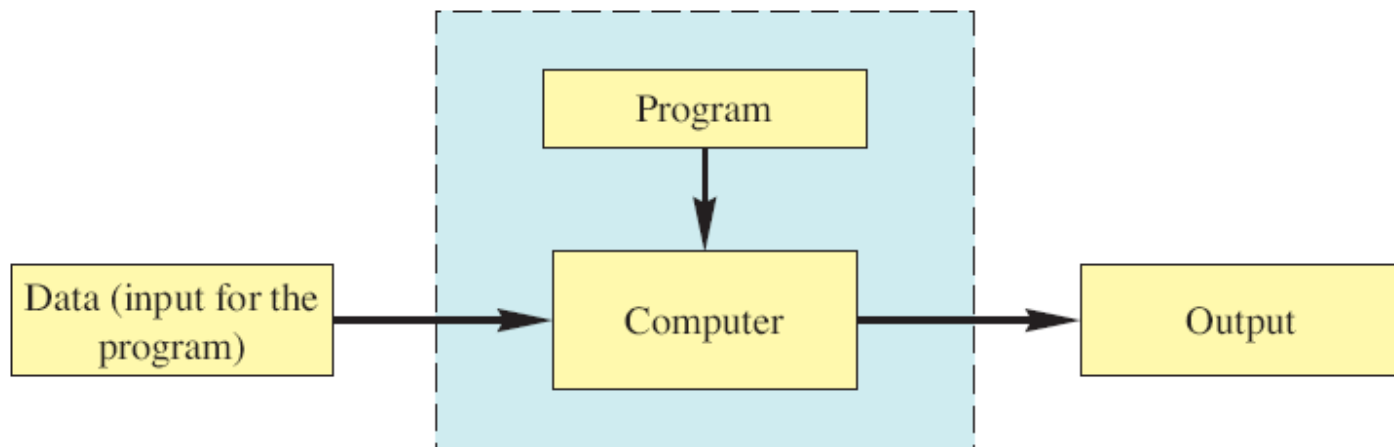 Program
Data (input for the
program)
Computer
Output